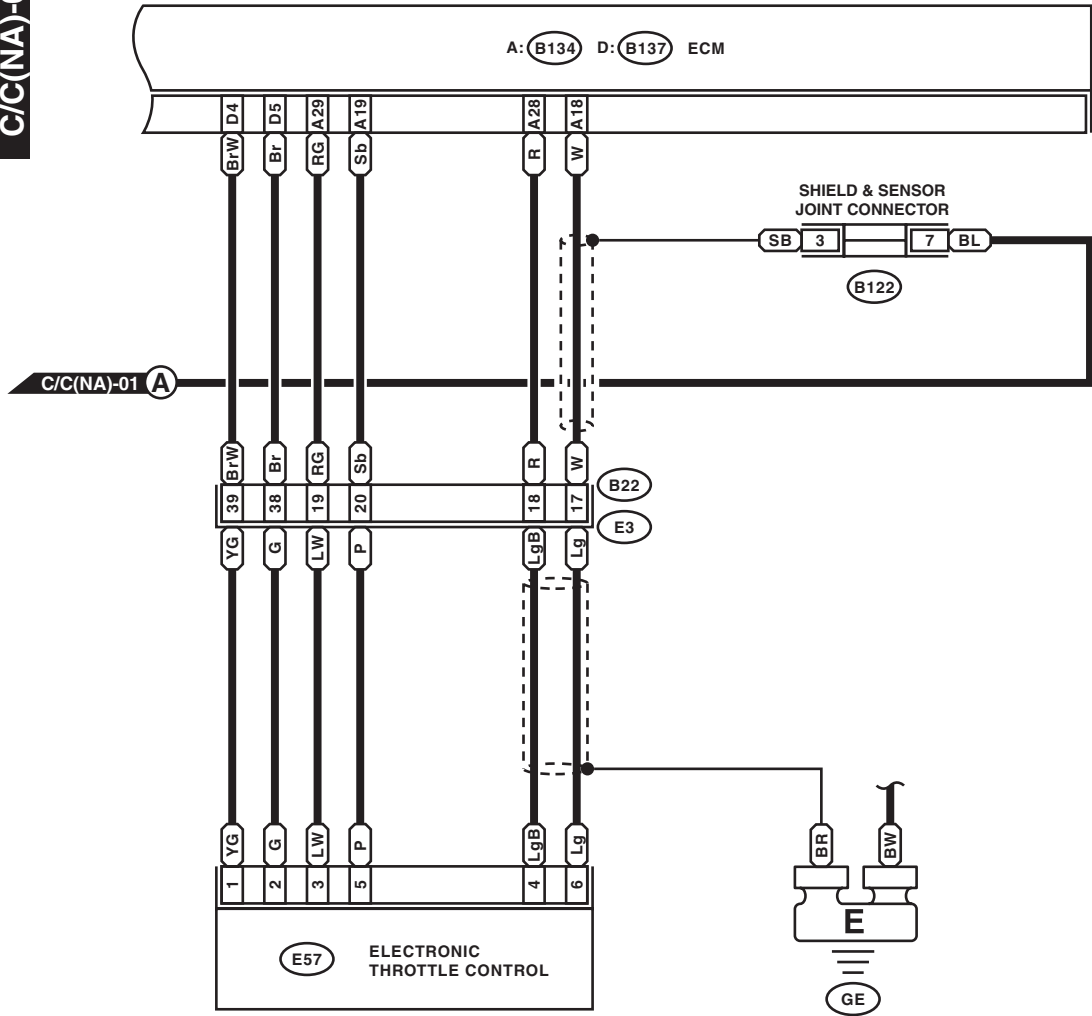 C/C(NA)-0
A: B134 D: B137 ECM
D4 D5 A29 A19 A28 A18
BrW Br RG Sb R W
SHIELD & SENSOR
JOINT CONNECTOR
SB 3 7 BL
B122
C/C(NA)-01 A
BrW Br RG Sb R W
39 38 19 20 18 17 B22
E3
YG G LW P LgB Lg
YG G LW P LgB Lg BR BW
1 2 3 5 4 6
E
E57 ELECTRONIC
THROTTLE CONTROL
GE